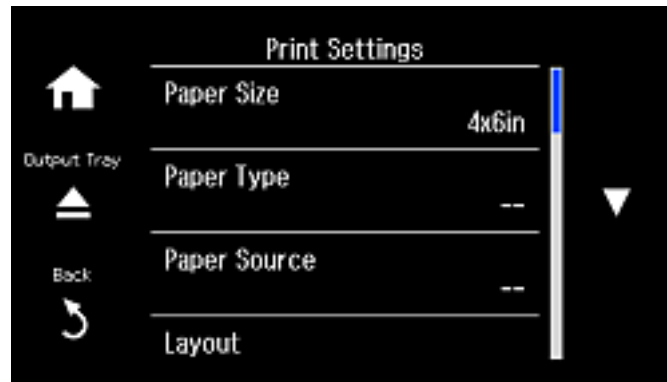 Print Settings
Paper Size
4x6in
Output Tray
Paper Type
--
Paper Source
--
Back
Layout